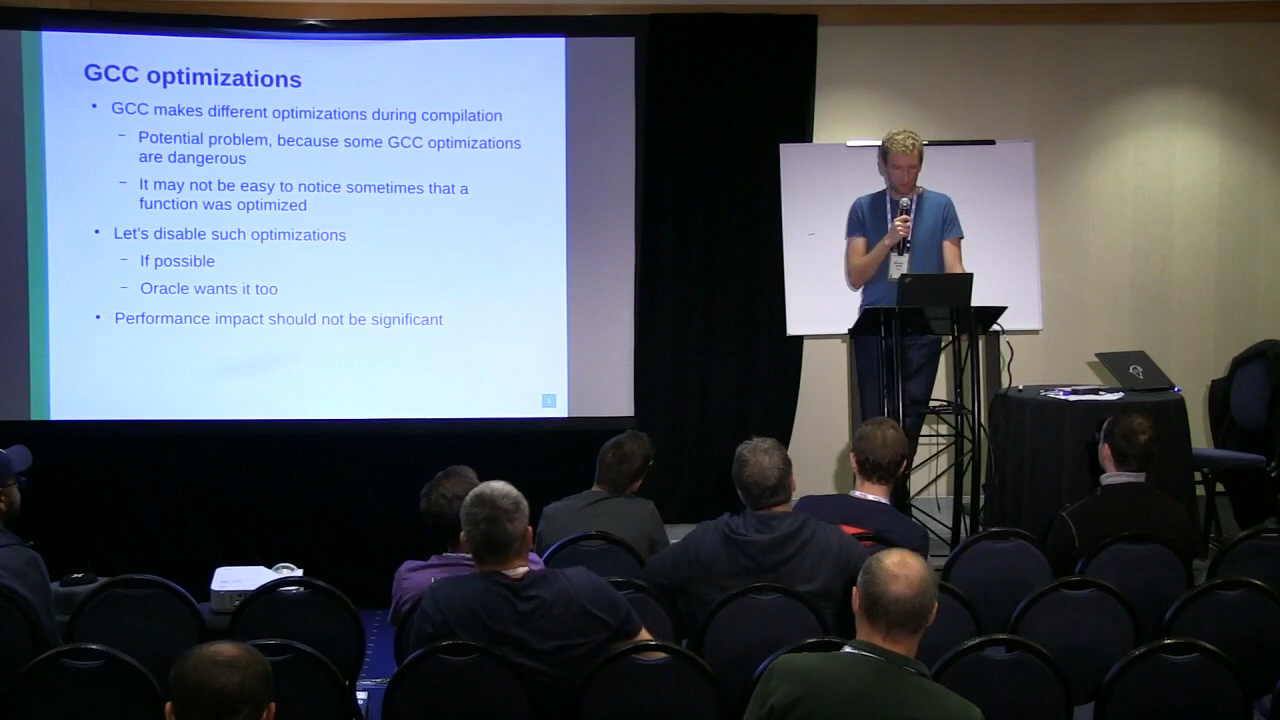 GCC optimizations
• GCC makes different optimizations during compilation
– Potential problem, because some GCC optimizations
are dangerous
– It may not be easy to notice sometimes that a
function was optimized
• Let's disable such optimizations
– If possible
– Oracle wants it too
• Performance impact should not be significant